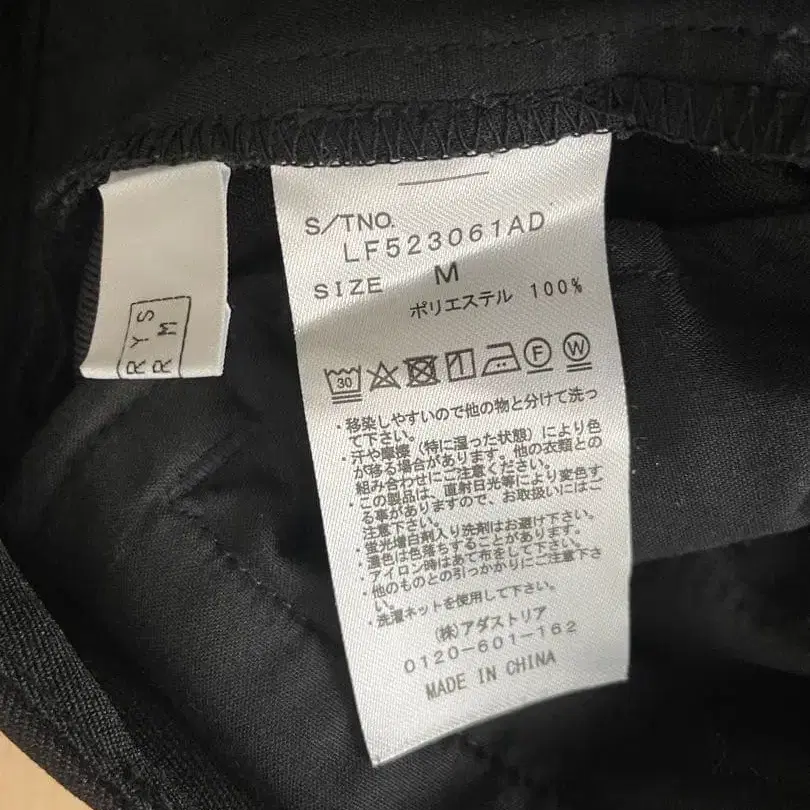 S/TNO.
LF523061AD
SIZE M
ポリエステル 100%
30
F
W
・移染しやすいので他の物と分けて洗っ
て下さい。
・汗や摩擦（特に湿った状態）により色
が移る場合があります。他の衣類との
組み合わせにご注意ください。
・この製品は、直射日光等により変色す
る事がありますので、お取扱いにはご
注意下さい。
・蛍光増白剤入り洗剤はお避け下さい。
・濃色は色落ちすることがあります。
・アイロン時はあて布をして下さい。
・他のものとの引っかかりにご注意下さ
い。
・洗濯ネットを使用して下さい。
(株)アダストリア
0120-601-162
MADE IN CHINA
R Y S
R M